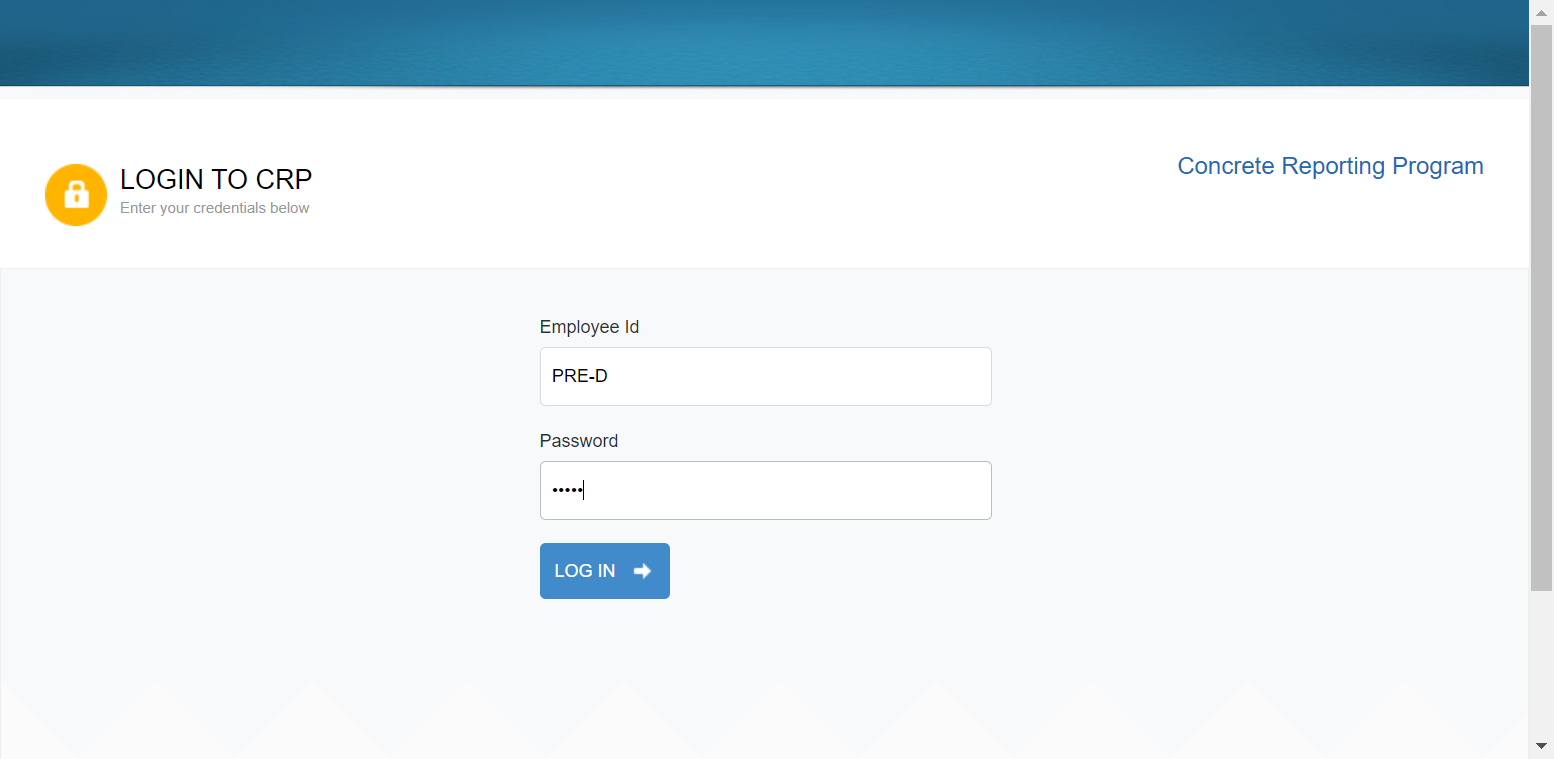 LOGIN TO CRP
Enter your credentials below
Concrete Reporting Program
Employee Id
PRE-D
Password
•••••
LOG IN